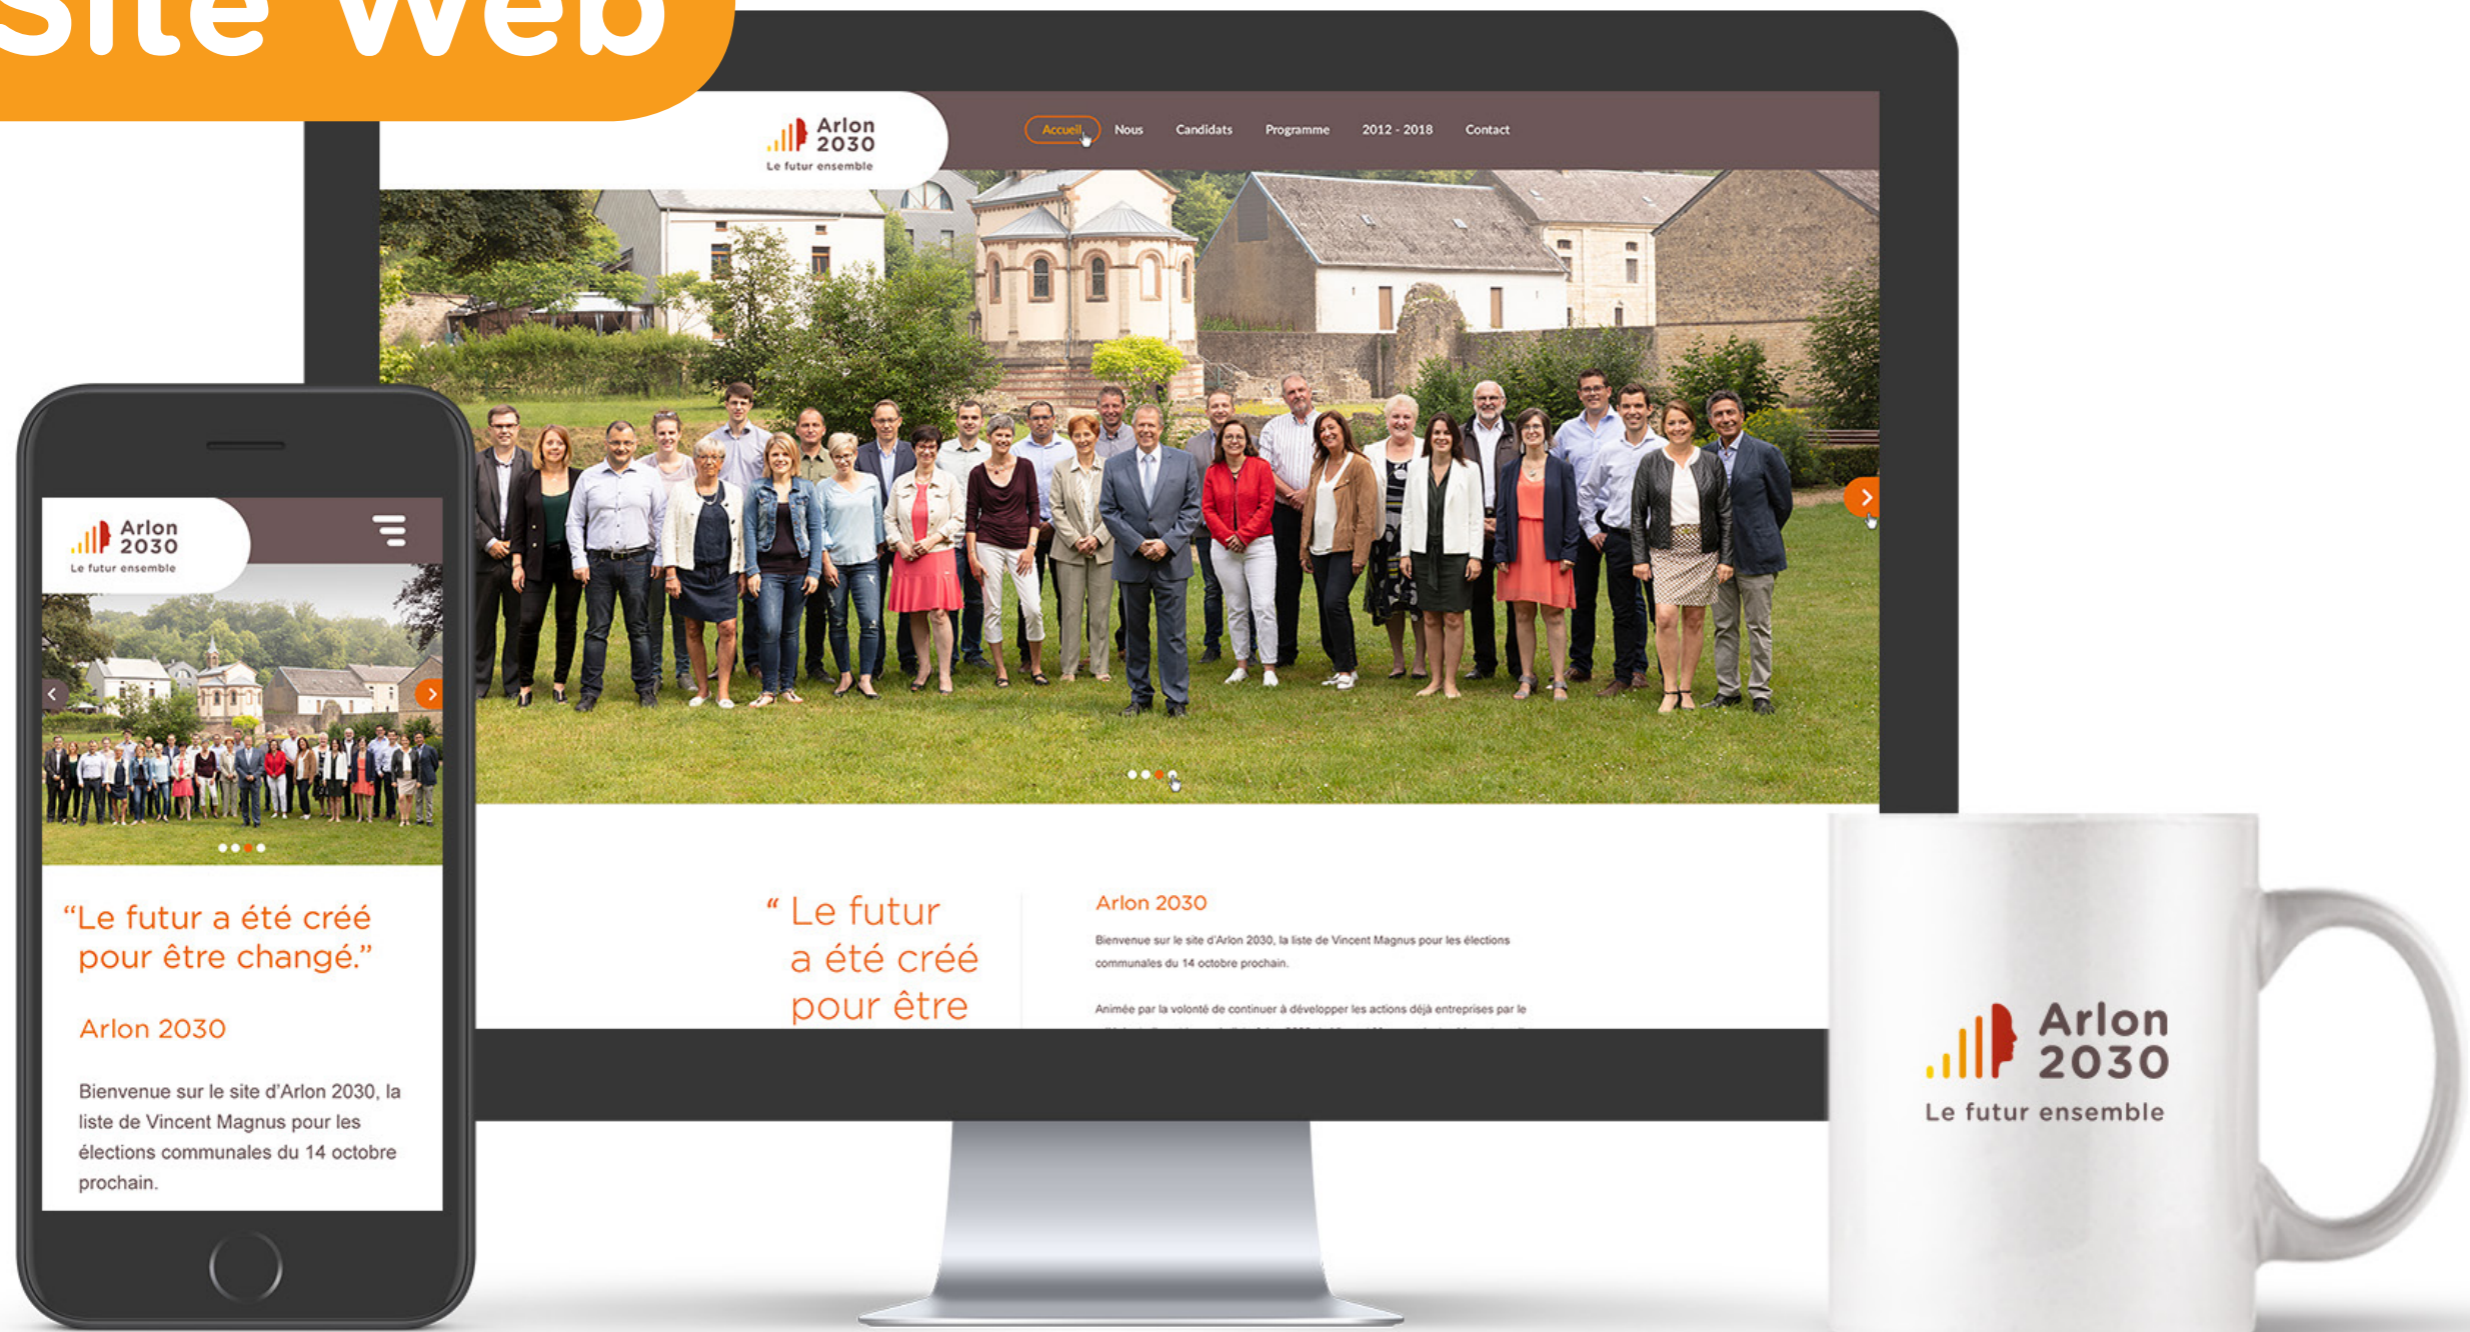 Site Web
Arlon
2030
Le futur ensemble
Accueil
Nous
Candidats
Programme
2012 - 2018
Contact
“ Le futur
a été créé
pour être
Arlon 2030
Bienvenue sur le site d'Arlon 2030, la liste de Vincent Magnus pour les élections
communales du 14 octobre prochain.
Animée par la volonté de continuer à développer les actions déjà entreprises par le
Arlon
2030
Le futur ensemble
“Le futur a été créé
pour être changé.”
Arlon 2030
Bienvenue sur le site d'Arlon 2030, la
liste de Vincent Magnus pour les
élections communales du 14 octobre
prochain.
Arlon
2030
Le futur ensemble